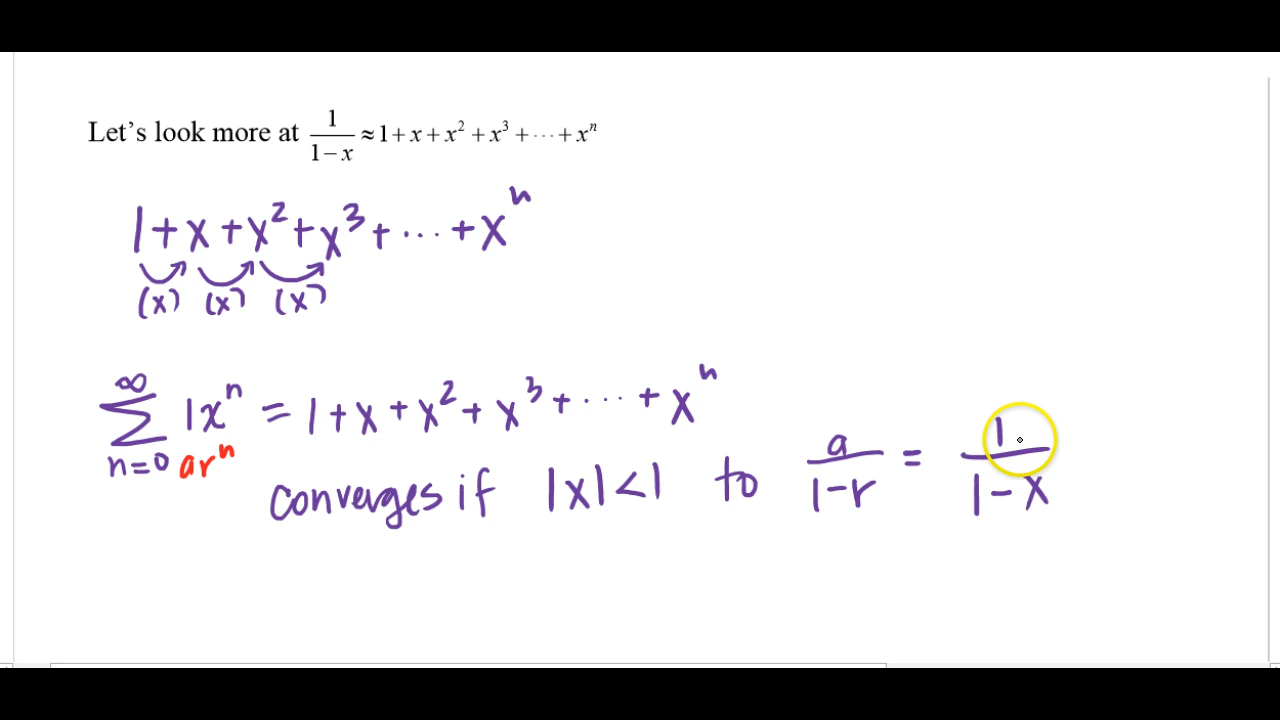 Let's look more at 1/(1−x) ≈ 1 + x + x² + x³ + ⋯ + xⁿ
1 + x + x² + x³ + ⋯ + xⁿ
(x) (x) (x)
∞
∑ 1xⁿ = 1 + x + x² + x³ + ⋯ + xⁿ
n=0 arⁿ
converges if |x| < 1 to a/(1−r) = 1/(1−x)